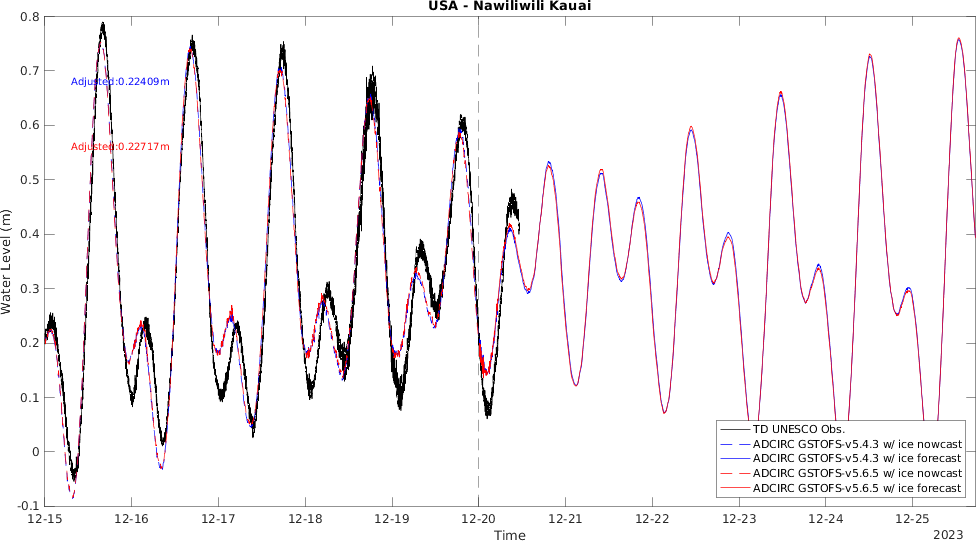 USA - Nawiliwili Kauai
0.8
0.7
0.6
0.5
0.4
0.3
0.2
0.1
0
-0.1
Water Level (m)
Adjusted:0.22409m
Adjusted:0.22717m
TD UNESCO Obs.
ADCIRC GSTOFS-v5.4.3 w/ ice nowcast
ADCIRC GSTOFS-v5.4.3 w/ ice forecast
ADCIRC GSTOFS-v5.6.5 w/ ice nowcast
ADCIRC GSTOFS-v5.6.5 w/ ice forecast
12-15 12-16 12-17 12-18 12-19 12-20 12-21 12-22 12-23 12-24 12-25
Time
2023